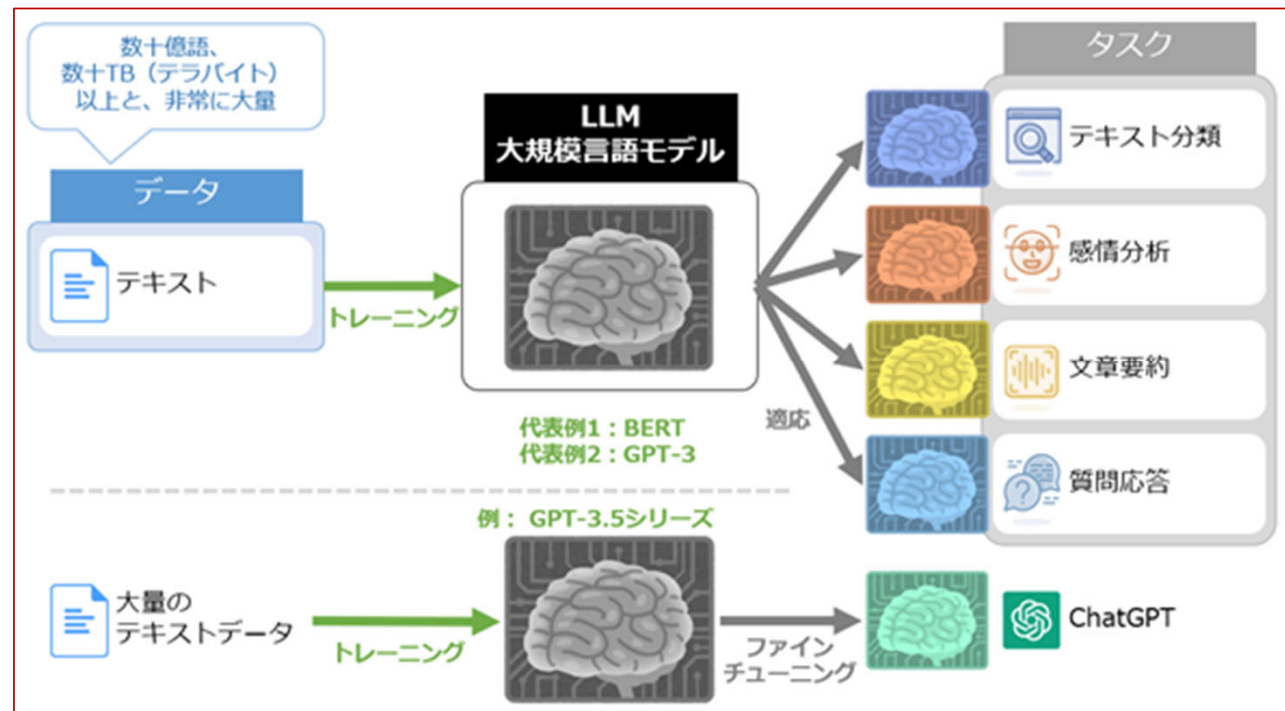 数十億語、
数十TB（テラバイト）
以上と、非常に大量
データ
テキスト
トレーニング
LLM
大規模言語モデル
代表例1：BERT
代表例2：GPT-3
適応
タスク
テキスト分類
感情分析
文章要約
質問応答
例： GPT-3.5シリーズ
大量の
テキストデータ
トレーニング
ファイン
チューニング
ChatGPT